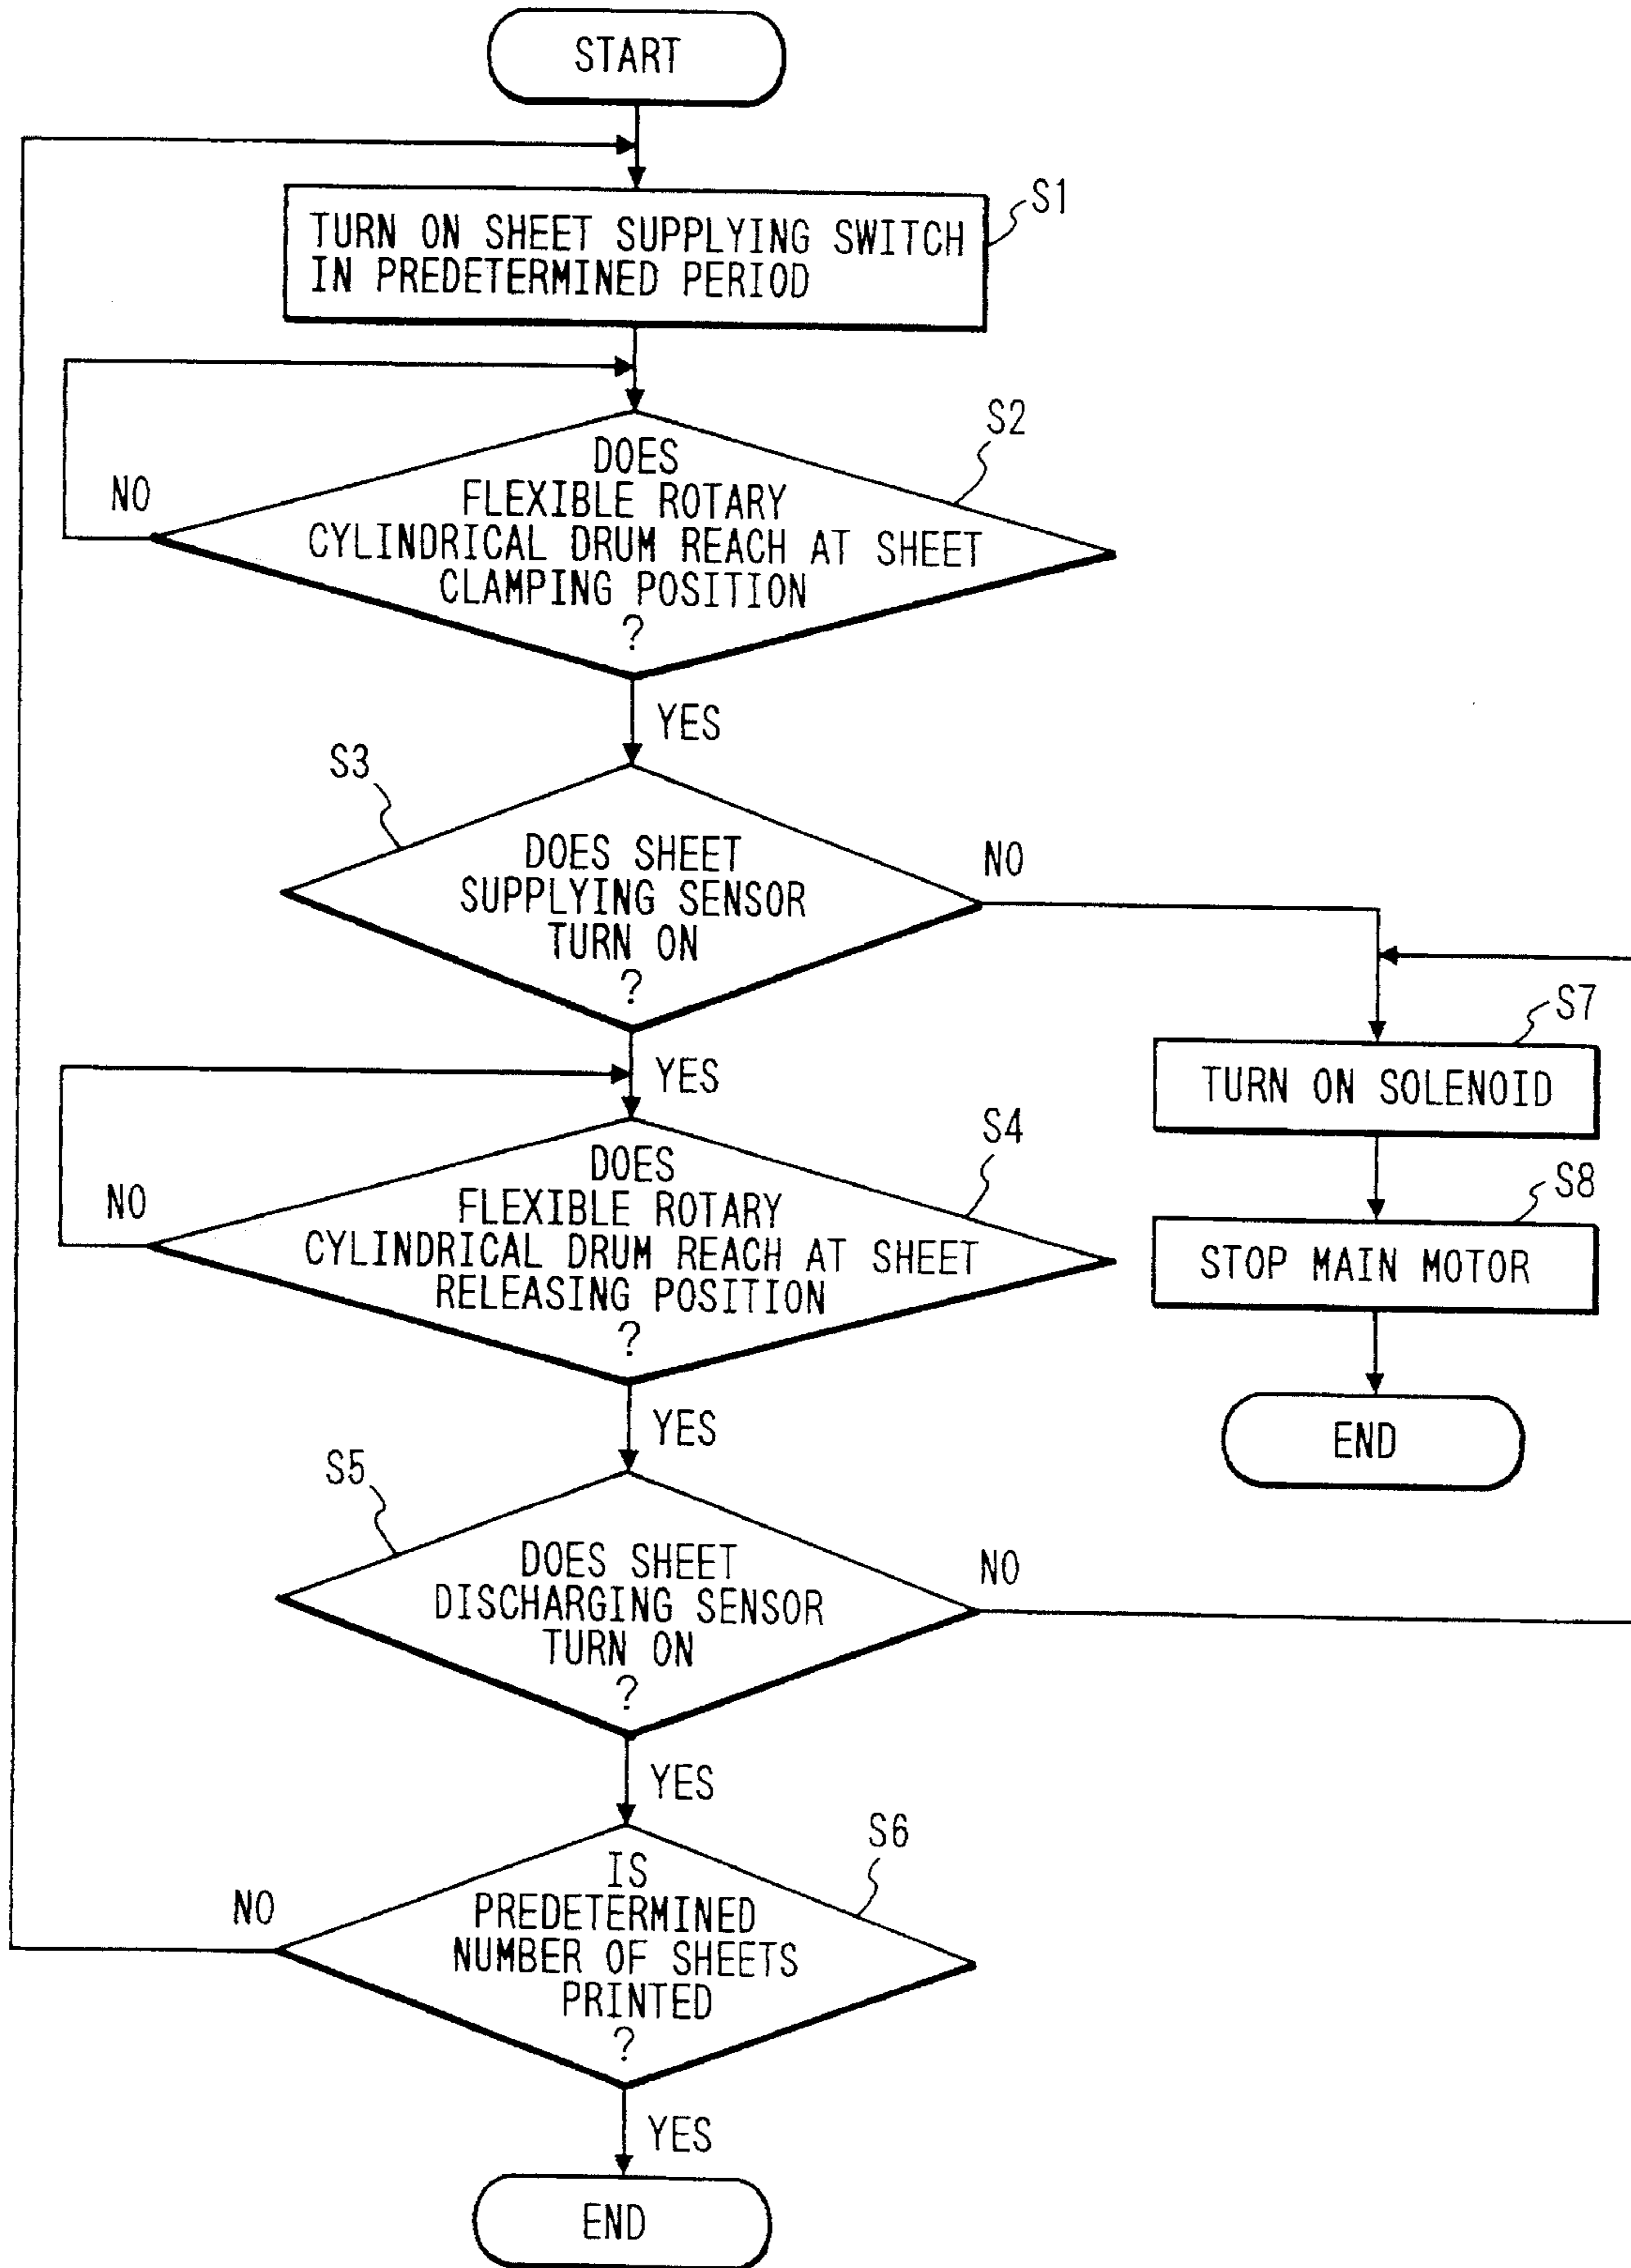 START
S1
TURN ON SHEET SUPPLYING SWITCH
IN PREDETERMINED PERIOD
S2
DOES
FLEXIBLE ROTARY
CYLINDRICAL DRUM REACH AT SHEET
CLAMPING POSITION
?
NO
YES
S3
DOES SHEET
SUPPLYING SENSOR
TURN ON
?
NO
YES
S7
TURN ON SOLENOID
S4
DOES
FLEXIBLE ROTARY
CYLINDRICAL DRUM REACH AT SHEET
RELEASING POSITION
?
NO
S8
STOP MAIN MOTOR
YES
END
S5
DOES SHEET
DISCHARGING SENSOR
TURN ON
?
NO
YES
S6
IS
PREDETERMINED
NUMBER OF SHEETS
PRINTED
?
NO
YES
END